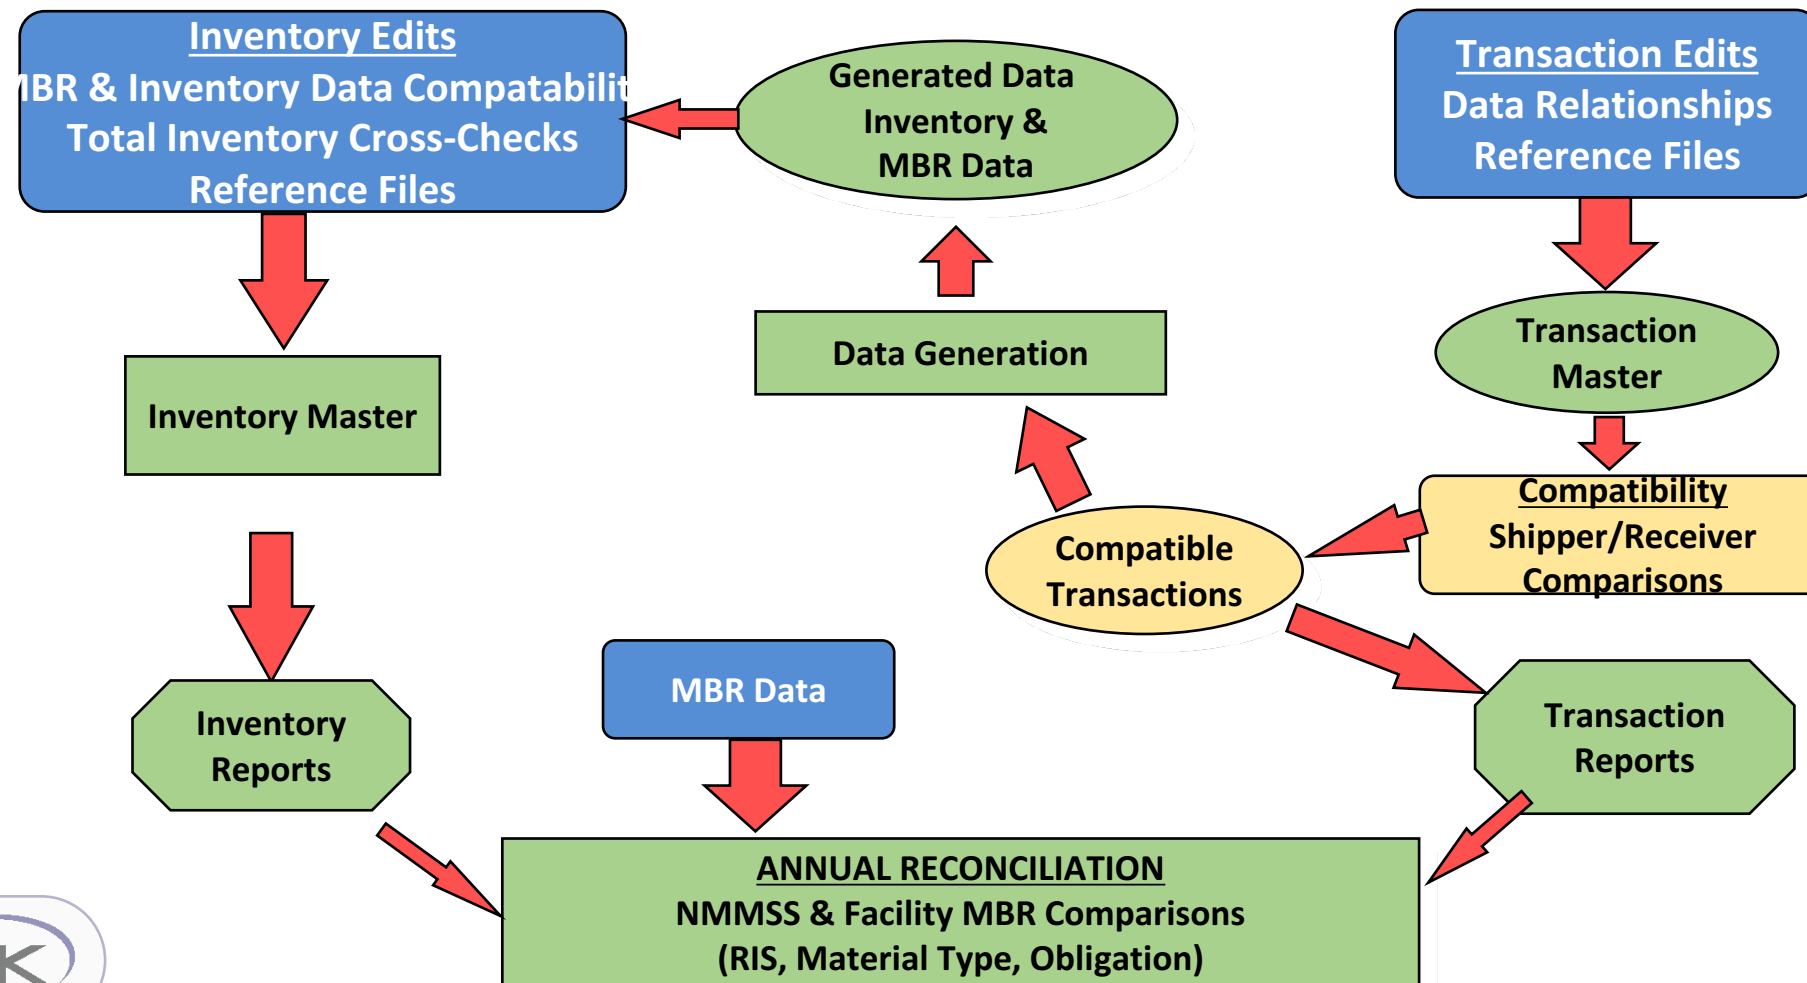 Inventory Edits
MBR & Inventory Data Compatabilit
Total Inventory Cross-Checks
Reference Files
Generated Data
Inventory &
MBR Data
Transaction Edits
Data Relationships
Reference Files
Data Generation
Transaction
Master
Inventory Master
Compatibility
Shipper/Receiver
Comparisons
Compatible
Transactions
MBR Data
Inventory
Reports
Transaction
Reports
ANNUAL RECONCILIATION
NMMSS & Facility MBR Comparisons
(RIS, Material Type, Obligation)
K